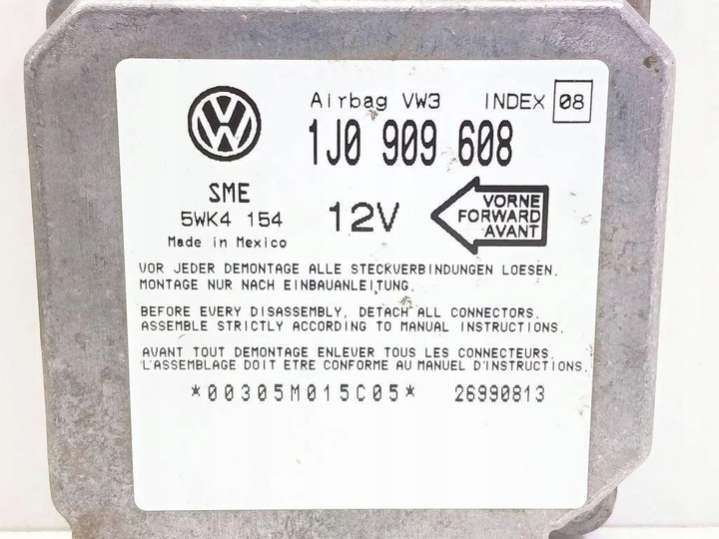 Airbag VW3 INDEX 08
1J0 909 608
SME
5WK4 154
Made in Mexico
12V
VORNE
FORWARD
AVANT
VOR JEDER DEMONTAGE ALLE STECKVERBINDUNGEN LOESEN.
MONTAGE NUR NACH EINBAUANLEITUNG.
BEFORE EVERY DISASSEMBLY, DETACH ALL CONNECTORS.
ASSEMBLE STRICTLY ACCORDING TO MANUAL INSTRUCTIONS.
AVANT TOUT DEMONTAGE ENLEVER TOUS LES CONNECTEURS.
L'ASSEMBLAGE DOIT ETRE CONFORME AU MANUEL D'INSTRUCTIONS.
*00305M015C05* 26990813